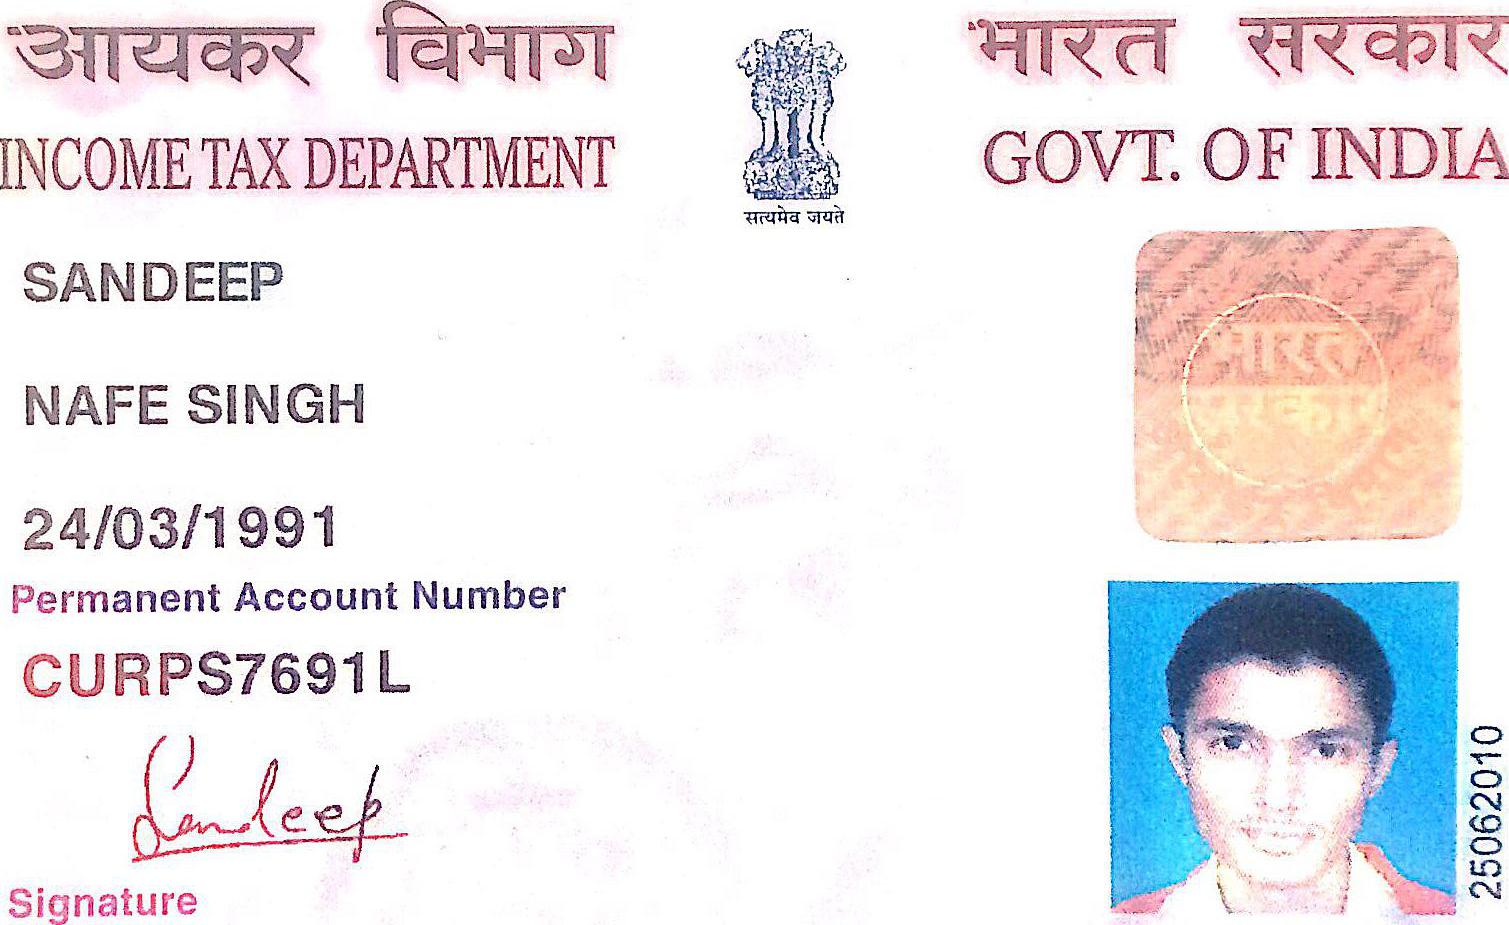 आयकर विभाग
INCOME TAX DEPARTMENT
भारत सरकार
GOVT. OF INDIA
सत्यमेव जयते
SANDEEP
NAFE SINGH
24/03/1991
Permanent Account Number
CURPS7691L
Sandeep
Signature
भारत
सरकार
25062010